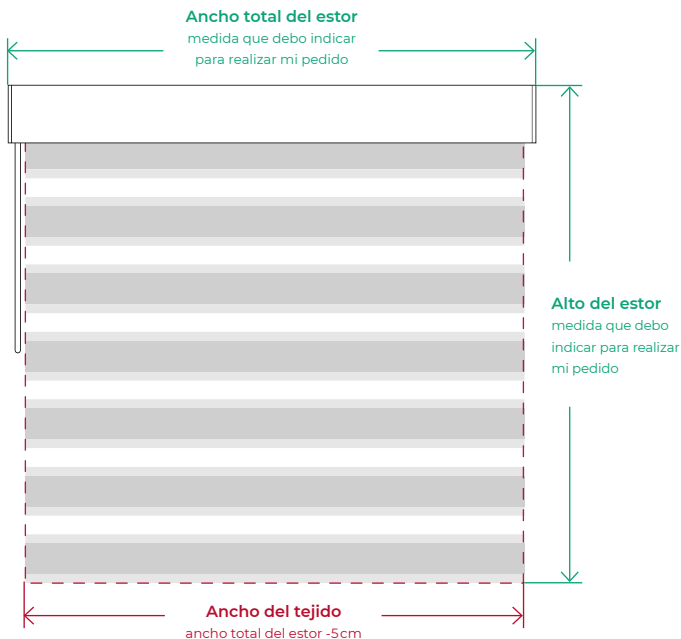 Ancho total del estor
medida que debo indicar
para realizar mi pedido
Alto del estor
medida que debo
indicar para realizar
mi pedido
Ancho del tejido
ancho total del estor -5cm